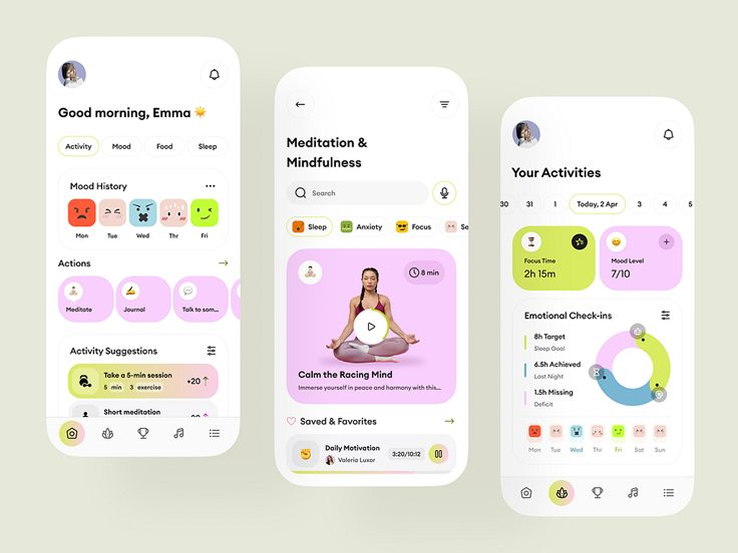 Good morning, Emma
Activity
Mood
Food
Sleep
Mood History
Mon
Tue
Wed
Thr
Fri
Actions
Meditate
Journal
Talk to som...
Activity Suggestions
Take a 5-min session
5 min 3 exercise
+20
Short meditation
Meditation &
Mindfulness
Search
Sleep
Anxiety
Focus
Se
8 min
Calm the Racing Mind
Immerse yourself in peace and harmony with this...
Saved & Favorites
Daily Motivation
Valeria Luxor
3:20/10:12
Your Activities
30
31
1
Today, 2 Apr
3
4
5
Focus Time
2h 15m
Mood Level
7/10
Emotional Check-ins
8h Target
Sleep Goal
6.5h Achieved
Last Night
1.5h Missing
Deficit
Mon
Tue
Wed
Thur
Fri
Sat
Sun